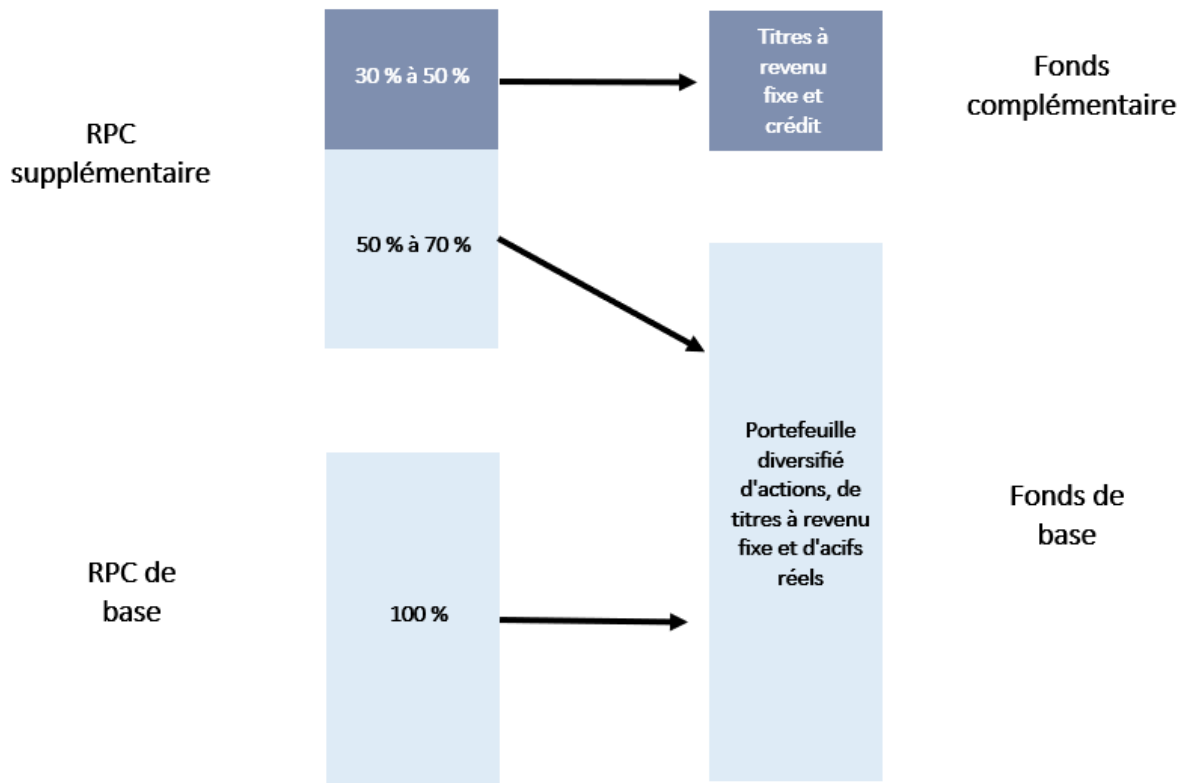 RPC
supplémentaire
30 % à 50 %
50 % à 70 %
Titres à
revenu
fixe et
crédit
Fonds
complémentaire
RPC de
base
100 %
Portefeuille
diversifié
d'actions, de
titres à revenu
fixe et d'acifs
réels
Fonds de
base